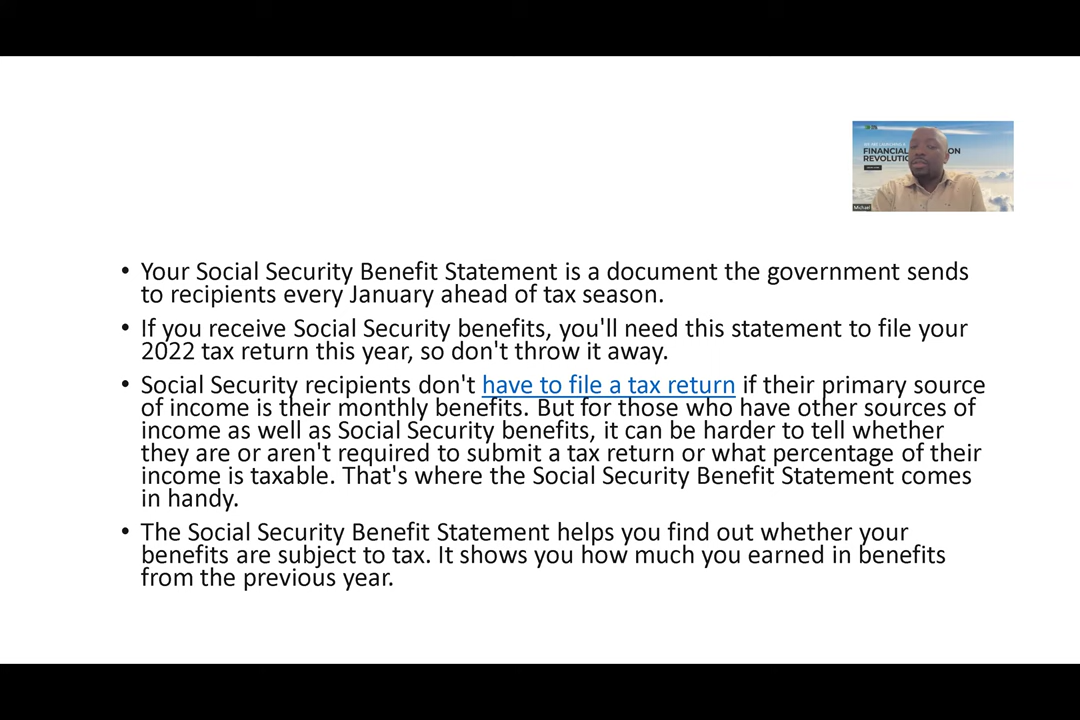 FINANCIAL
ON
REVOLUTIO
Michael
• Your Social Security Benefit Statement is a document the government sends
to recipients every January ahead of tax season.
• If you receive Social Security benefits, you'll need this statement to file your
2022 tax return this year, so don't throw it away.
• Social Security recipients don't have to file a tax return if their primary source
of income is their monthly benefits. But for those who have other sources of
income as well as Social Security benefits, it can be harder to tell whether
they are or aren't required to submit a tax return or what percentage of their
income is taxable. That's where the Social Security Benefit Statement comes
in handy.
• The Social Security Benefit Statement helps you find out whether your
benefits are subject to tax. It shows you how much you earned in benefits
from the previous year.